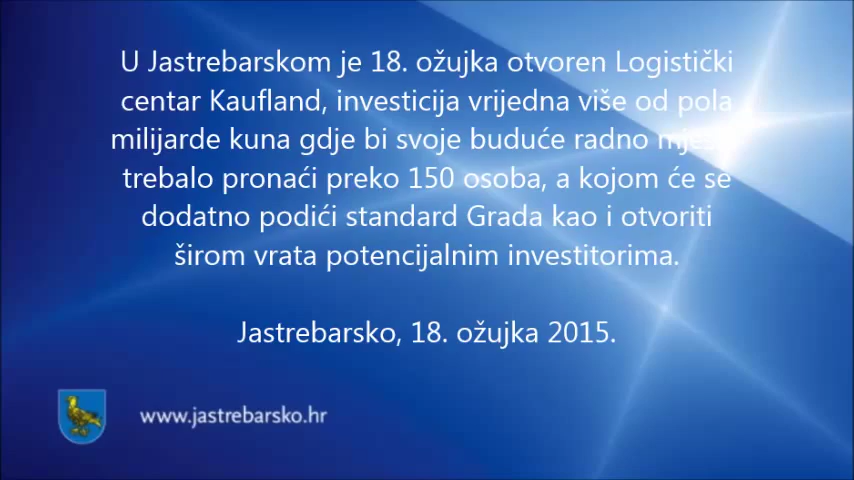 U Jastrebarskom je 18. ožujka otvoren Logistički
centar Kaufland, investicija vrijedna više od pola
milijarde kuna gdje bi svoje buduće radno mjesto
trebalo pronaći preko 150 osoba, a kojom će se
dodatno podići standard Grada kao i otvoriti
širom vrata potencijalnim investitorima.
Jastrebarsko, 18. ožujka 2015.
www.jastrebarsko.hr